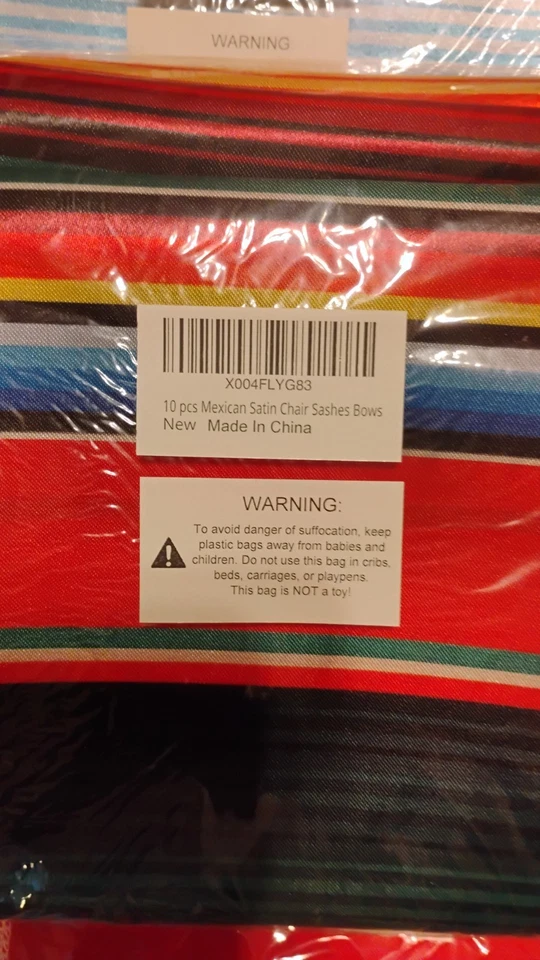 WARNING
X004FLYG83
10 pcs Mexican Satin Chair Sashes Bows
New Made In China
WARNING:
To avoid danger of suffocation, keep
plastic bags away from babies and
children. Do not use this bag in cribs,
beds, carriages, or playpens.
This bag is NOT a toy!